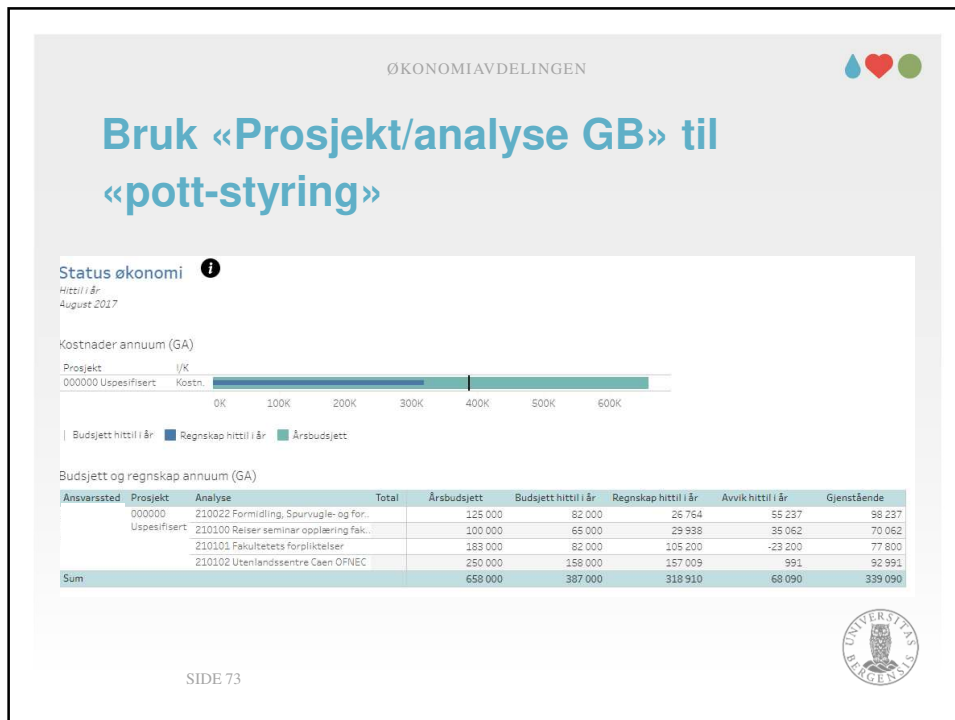 ØKONOMIAVDELINGEN
Bruk «Prosjekt/analyse GB» til
«pott-styring»
Status økonomi i
Hittil i år
August 2017
Kostnader annuum (GA)
Prosjekt I/K
000000 Uspesifisert Kostn.
0K 100K 200K 300K 400K 500K 600K
Budsjett hittil i år Regnskap hittil i år Årsbudsjett
Budsjett og regnskap annuum (GA)
Ansvarssted Prosjekt Analyse Total Årsbudsjett Budsjett hittil i år Regnskap hittil i år Avvik hittil i år Gjenstående
000000 Uspesifisert 210022 Formidling, Spurvugle- og for.. 125 000 82 000 26 764 55 237 98 237
210100 Reiser seminar opplæring fak.. 100 000 65 000 29 938 35 062 70 062
210101 Fakultetets forpliktelser 183 000 82 000 105 200 -23 200 77 800
210102 Utenlandssentre Caen OFNEC 250 000 158 000 157 009 991 92 991
Sum 658 000 387 000 318 910 68 090 339 090
UNIVERSITAS BERGENSIS
SIDE 73